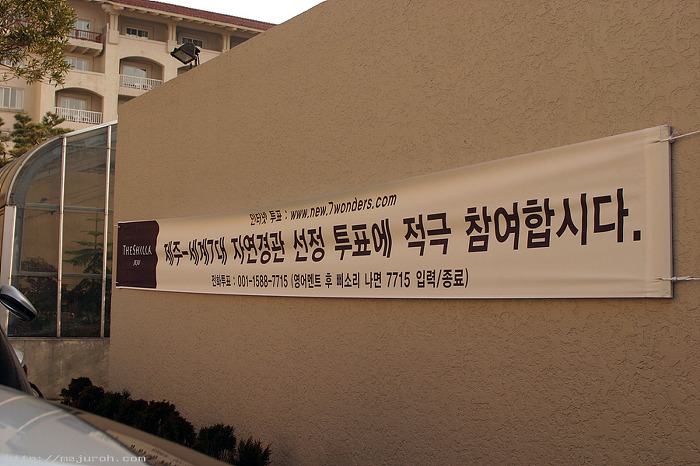 인터넷 투표 : www.new7wonders.com
THE SHILLA
JEJU
제주-세계7대 자연경관 선정 투표에 적극 참여합시다.
전화투표 : 001-1588-7715 (영어멘트 후 삐소리 나면 7715 입력/종료)
http://majuroh.com